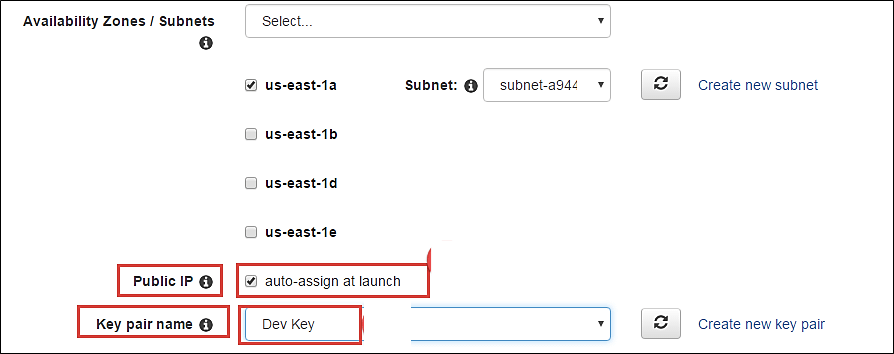 Availability Zones / Subnets
Select...
us-east-1a Subnet: subnet-a944 Create new subnet
us-east-1b
us-east-1d
us-east-1e
Public IP auto-assign at launch
Key pair name Dev Key Create new key pair